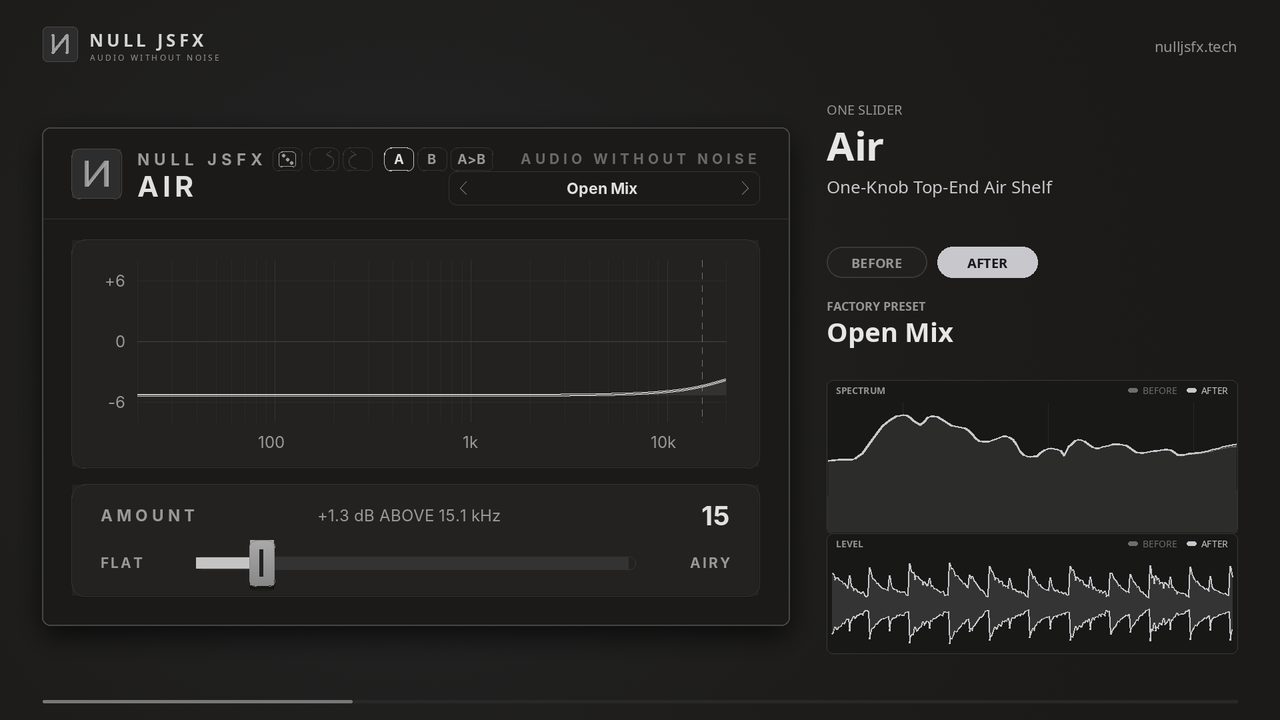 NULL JSFX
AUDIO WITHOUT NOISE
nulljsfx.tech
NULL JSFX
A
B
A>B
AUDIO WITHOUT NOISE
AIR
Open Mix
+6
0
-6
100
1k
10k
AMOUNT
+1.3 dB ABOVE 15.1 kHz
15
FLAT
AIRY
ONE SLIDER
Air
One-Knob Top-End Air Shelf
BEFORE
AFTER
FACTORY PRESET
Open Mix
SPECTRUM
BEFORE
AFTER
LEVEL
BEFORE
AFTER